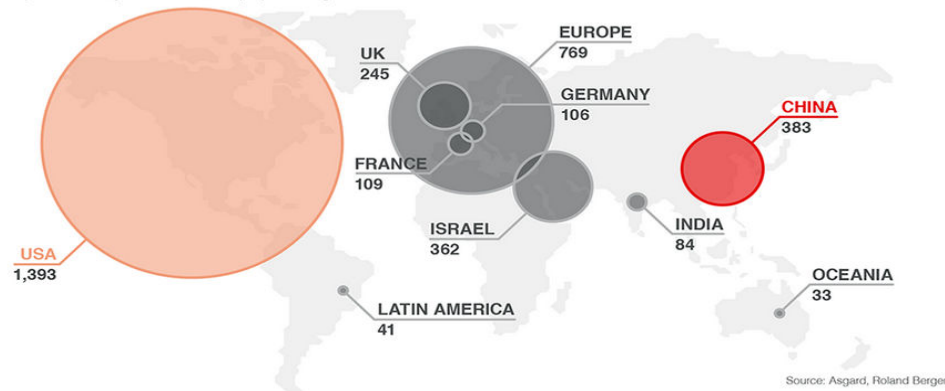 EUROPE
769
UK
245
GERMANY
106
CHINA
383
FRANCE
109
ISRAEL
362
INDIA
84
USA
1,393
OCEANIA
33
LATIN AMERICA
41
Source: Asgard, Roland Berger